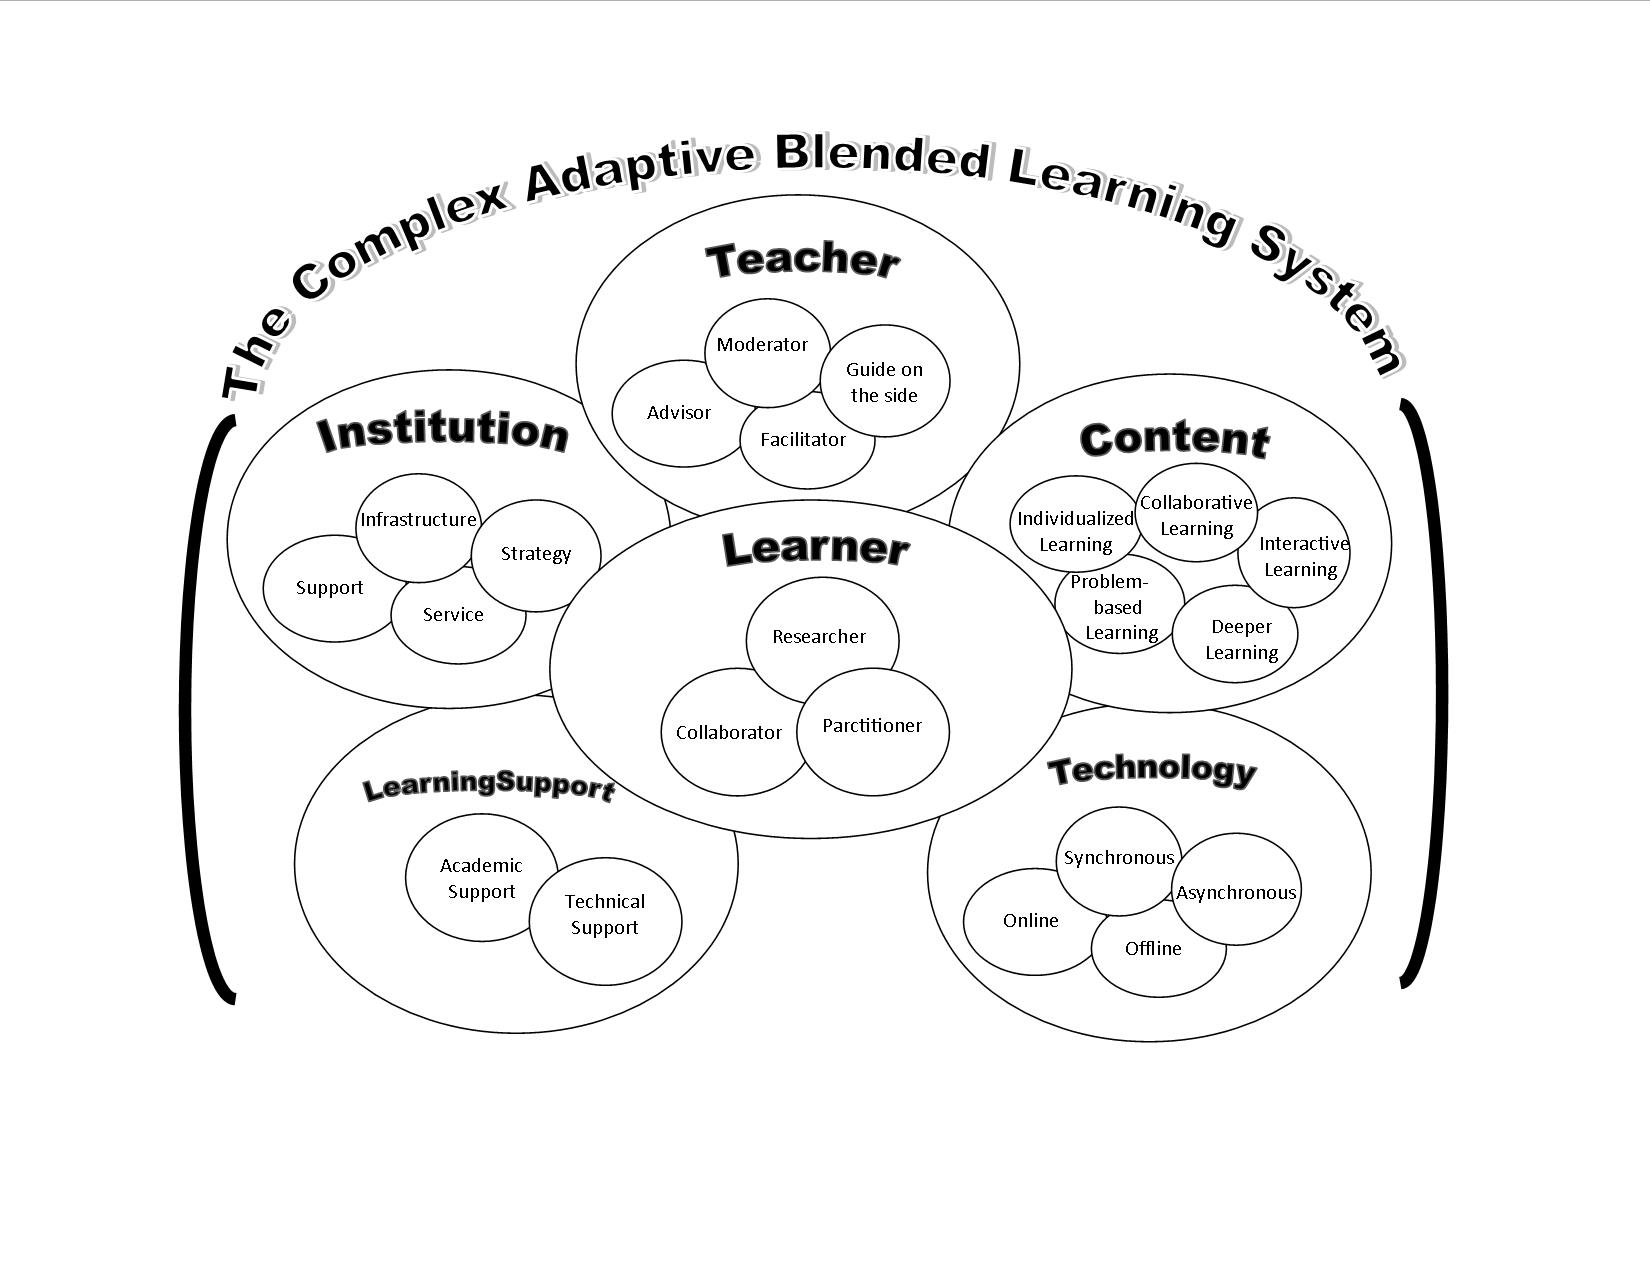 The Complex Adaptive Blended Learning System
Teacher
Moderator
Guide on
the side
Advisor
Facilitator
Institution
Infrastructure
Strategy
Support
Service
Content
Individualized
Learning
Collaborative
Learning
Interactive
Learning
Problem-
based
Learning
Deeper
Learning
Learner
Researcher
Collaborator
Parctitioner
LearningSupport
Academic
Support
Technical
Support
Technology
Synchronous
Asynchronous
Online
Offline